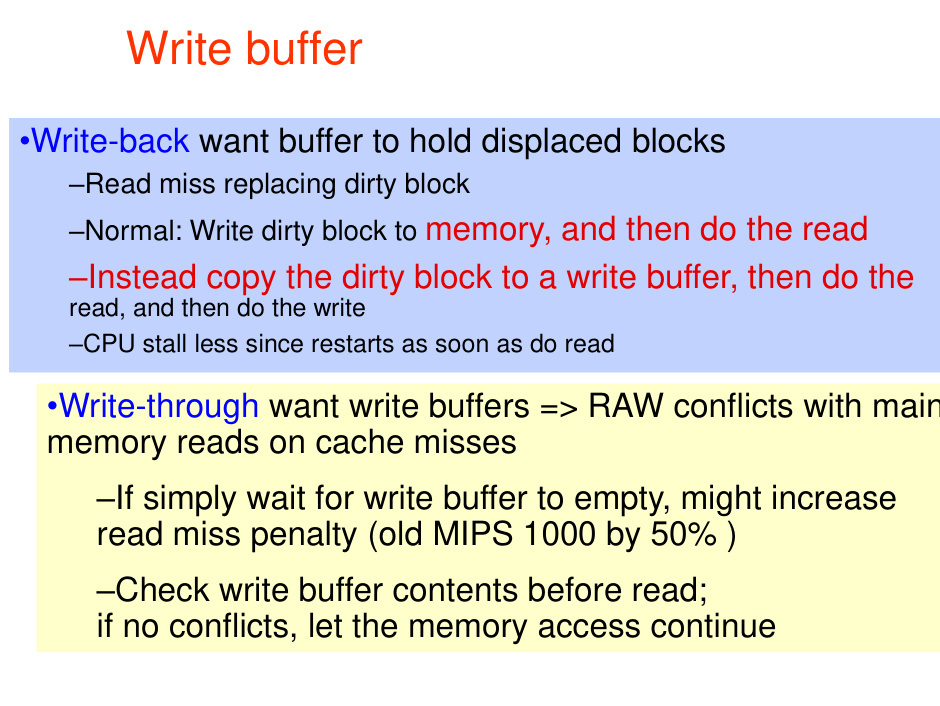 Write buffer
•Write-back want buffer to hold displaced blocks
–Read miss replacing dirty block
–Normal: Write dirty block to memory, and then do the read
–Instead copy the dirty block to a write buffer, then do the
read, and then do the write
–CPU stall less since restarts as soon as do read
•Write-through want write buffers => RAW conflicts with main
memory reads on cache misses
–If simply wait for write buffer to empty, might increase
read miss penalty (old MIPS 1000 by 50% )
–Check write buffer contents before read;
if no conflicts, let the memory access continue